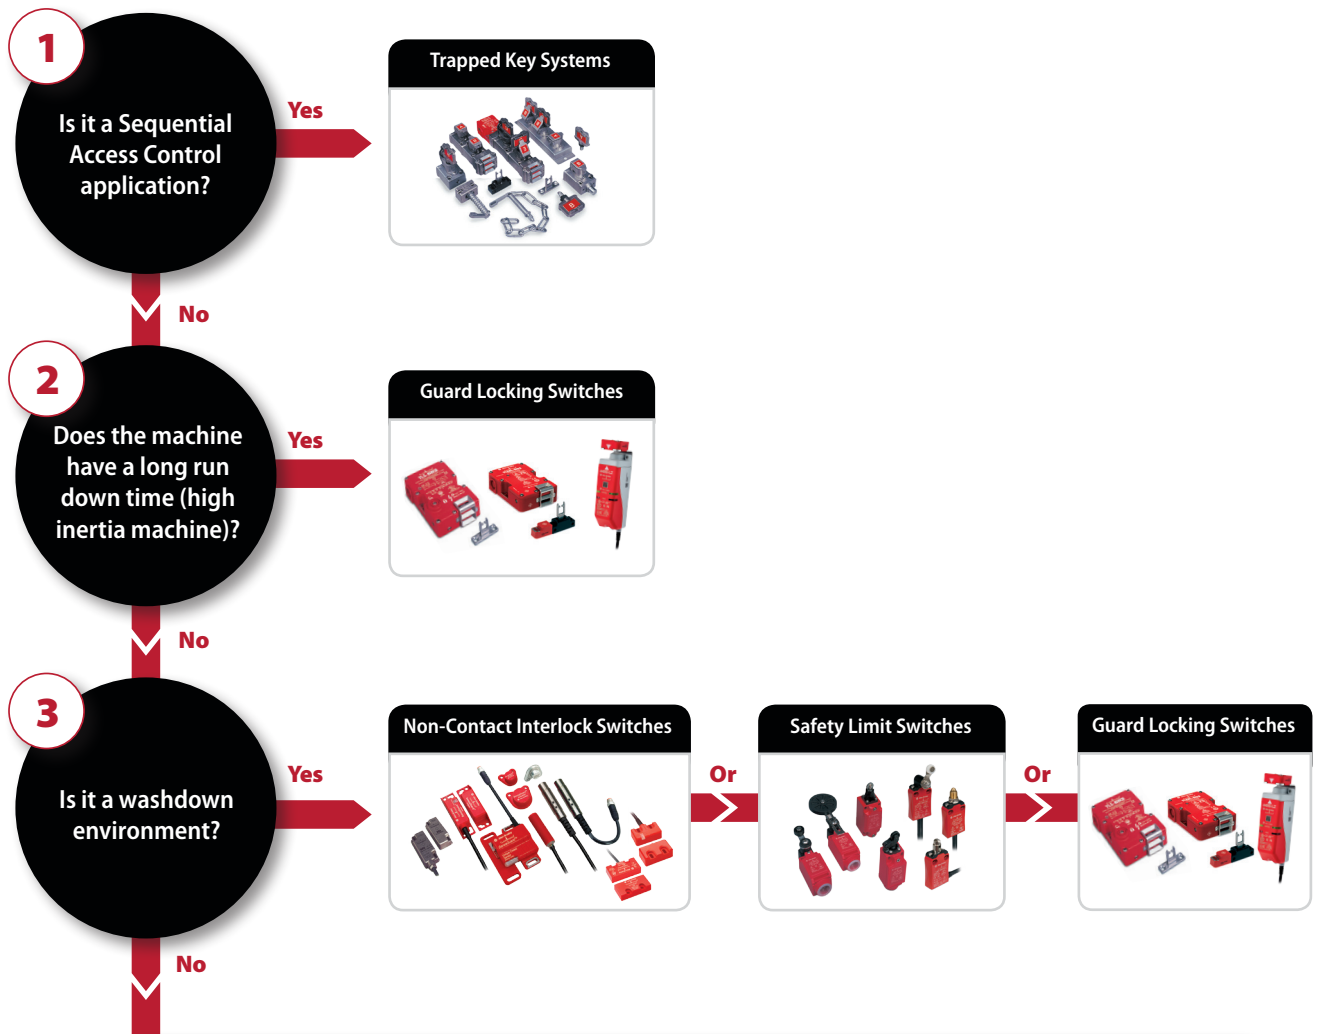 1
Is it a Sequential
Access Control
application?
Yes
Trapped Key Systems
No
2
Does the machine
have a long run
down time (high
inertia machine)?
Yes
Guard Locking Switches
No
3
Is it a washdown
environment?
Yes
Non-Contact Interlock Switches
Or
Safety Limit Switches
Or
Guard Locking Switches
No